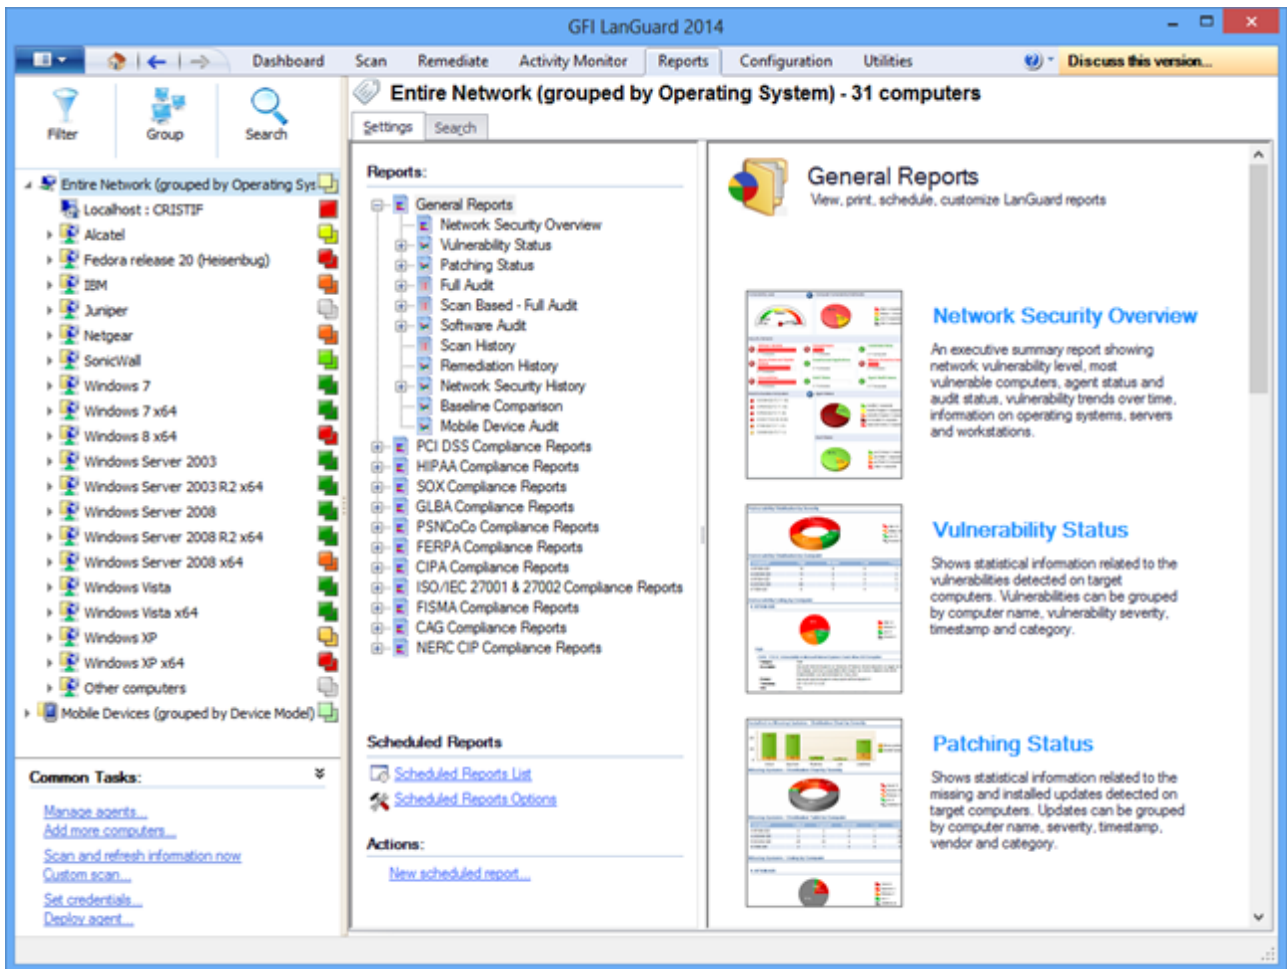 GFI LanGuard 2014
Dashboard
Scan
Remediate
Activity Monitor
Reports
Configuration
Utilities
Discuss this version...
Filter
Group
Search
Entire Network (grouped by Operating Sys
Localhost : CRISTIF
Alcatel
Fedora release 20 (Heisenbug)
IBM
Juniper
Netgear
SonicWall
Windows 7
Windows 7 x64
Windows 8 x64
Windows Server 2003
Windows Server 2003 R2 x64
Windows Server 2008
Windows Server 2008 R2 x64
Windows Server 2008 x64
Windows Vista
Windows Vista x64
Windows XP
Windows XP x64
Other computers
Mobile Devices (grouped by Device Model)
Common Tasks:
Manage agents...
Add more computers...
Scan and refresh information now
Custom scan...
Set credentials...
Deploy agent...
Entire Network (grouped by Operating System) - 31 computers
Settings
Search
Reports:
General Reports
Network Security Overview
Vulnerability Status
Patching Status
Full Audit
Scan Based - Full Audit
Software Audit
Scan History
Remediation History
Network Security History
Baseline Comparison
Mobile Device Audit
PCI DSS Compliance Reports
HIPAA Compliance Reports
SOX Compliance Reports
GLBA Compliance Reports
PSNCoCo Compliance Reports
FERPA Compliance Reports
CIPA Compliance Reports
ISO/IEC 27001 & 27002 Compliance Reports
FISMA Compliance Reports
CAG Compliance Reports
NERC CIP Compliance Reports
Scheduled Reports
Scheduled Reports List
Scheduled Reports Options
Actions:
New scheduled report...
General Reports
View, print, schedule, customize LanGuard reports
Network Security Overview
An executive summary report showing
network vulnerability level, most
vulnerable computers, agent status and
audit status, vulnerability trends over time,
information on operating systems, servers
and workstations.
Vulnerability Status
Shows statistical information related to the
vulnerabilities detected on target
computers. Vulnerabilities can be grouped
by computer name, vulnerability severity,
timestamp and category.
Patching Status
Shows statistical information related to the
missing and installed updates detected on
target computers. Updates can be grouped
by computer name, severity, timestamp,
vendor and category.